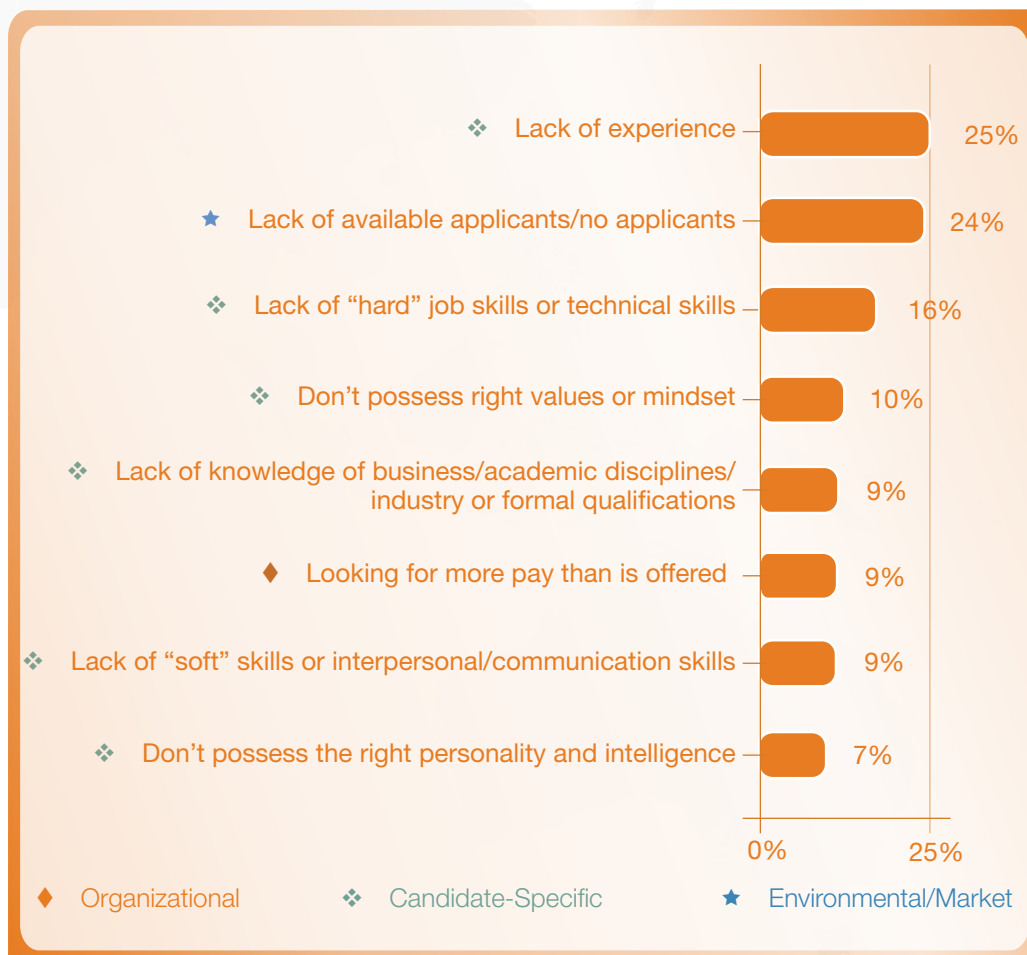 Lack of experience
25%
Lack of available applicants/no applicants
24%
Lack of “hard” job skills or technical skills
16%
Don’t possess right values or mindset
10%
Lack of knowledge of business/academic disciplines/
industry or formal qualifications
9%
Looking for more pay than is offered
9%
Lack of “soft” skills or interpersonal/communication skills
9%
Don’t possess the right personality and intelligence
7%
0%
25%
Organizational
Candidate-Specific
Environmental/Market